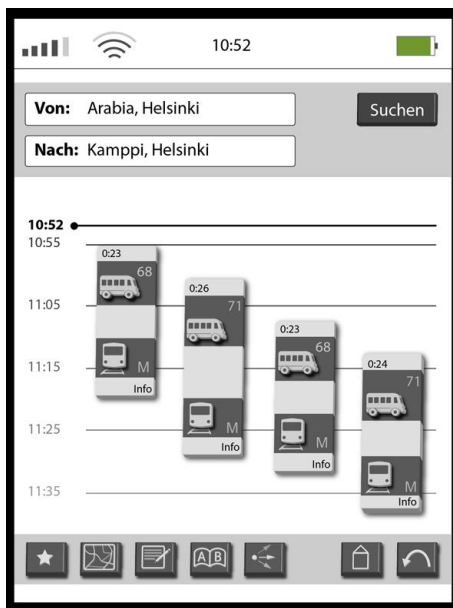 10:52
Von: Arabia, Helsinki
Suchen
Nach: Kamppi, Helsinki
10:52
10:55
0:23
68
0:26
11:05
71
0:23
68
11:15
M
0:24
Info
71
11:25
M
Info
M
Info
11:35
M
Info
A B